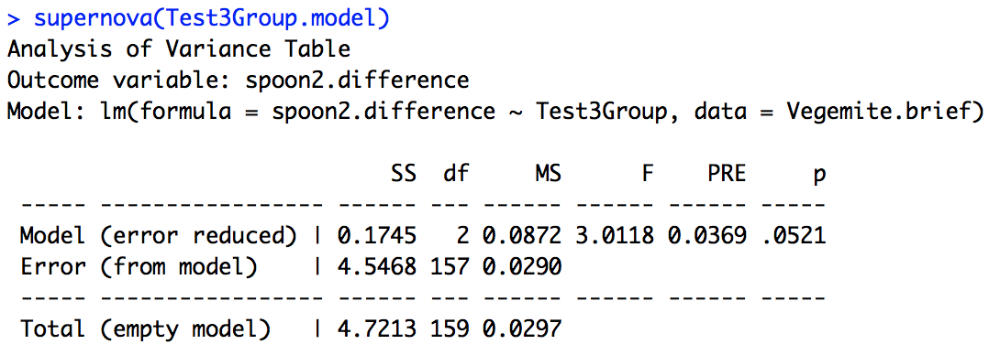 > supernova(Test3Group.model)
Analysis of Variance Table
Outcome variable: spoon2.difference
Model: lm(formula = spoon2.difference ~ Test3Group, data = Vegemite.brief)
                             SS  df     MS      F    PRE     p
 ----- ----------------- ------ --- ------ ------ ------ -----
 Model (error reduced) | 0.1745   2 0.0872 3.0118 0.0369 .0521
 Error (from model)    | 4.5468 157 0.0290
 ----- ----------------- ------ --- ------ ------ ------ -----
 Total (empty model)   | 4.7213 159 0.0297